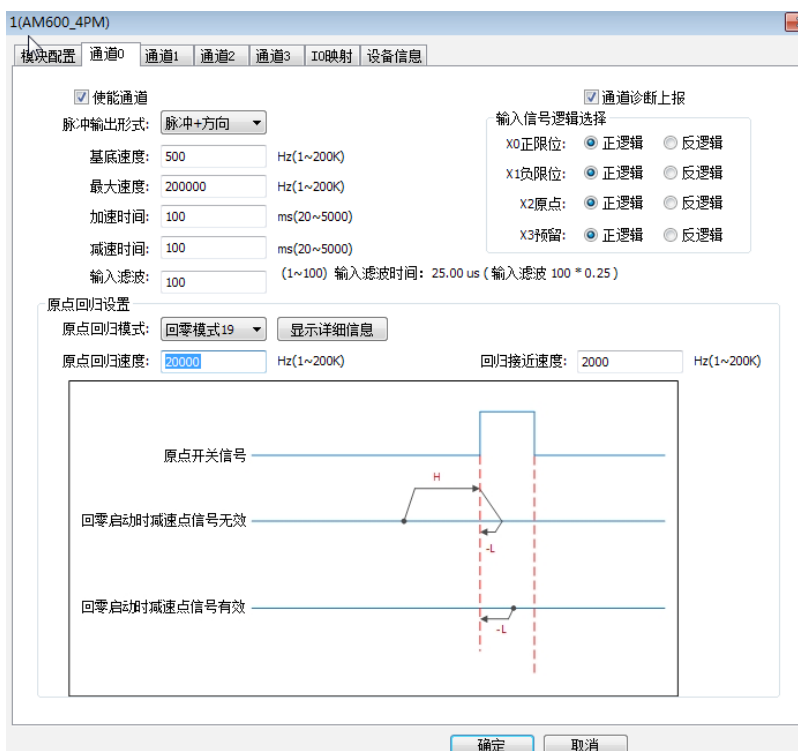 1(AM600_4PM)
模块配置 通道0 通道1 通道2 通道3 IO映射 设备信息
使能通道 通道诊断上报
脉冲输出形式: 脉冲+方向
输入信号逻辑选择
X0正限位: 正逻辑 反逻辑
基底速度: 500 Hz(1~200K)
X1负限位: 正逻辑 反逻辑
最大速度: 200000 Hz(1~200K)
X2原点: 正逻辑 反逻辑
加速时间: 100 ms(20~5000)
X3预留: 正逻辑 反逻辑
减速时间: 100 ms(20~5000)
输入滤波: 100 (1~100) 输入滤波时间: 25.00 us ( 输入滤波 100 * 0.25 )
原点回归设置
原点回归模式: 回零模式19 显示详细信息
原点回归速度: 20000 Hz(1~200K) 回归接近速度: 2000 Hz(1~200K)
原点开关信号
H
回零启动时减速点信号无效
-L
回零启动时减速点信号有效
-L
确定 取消